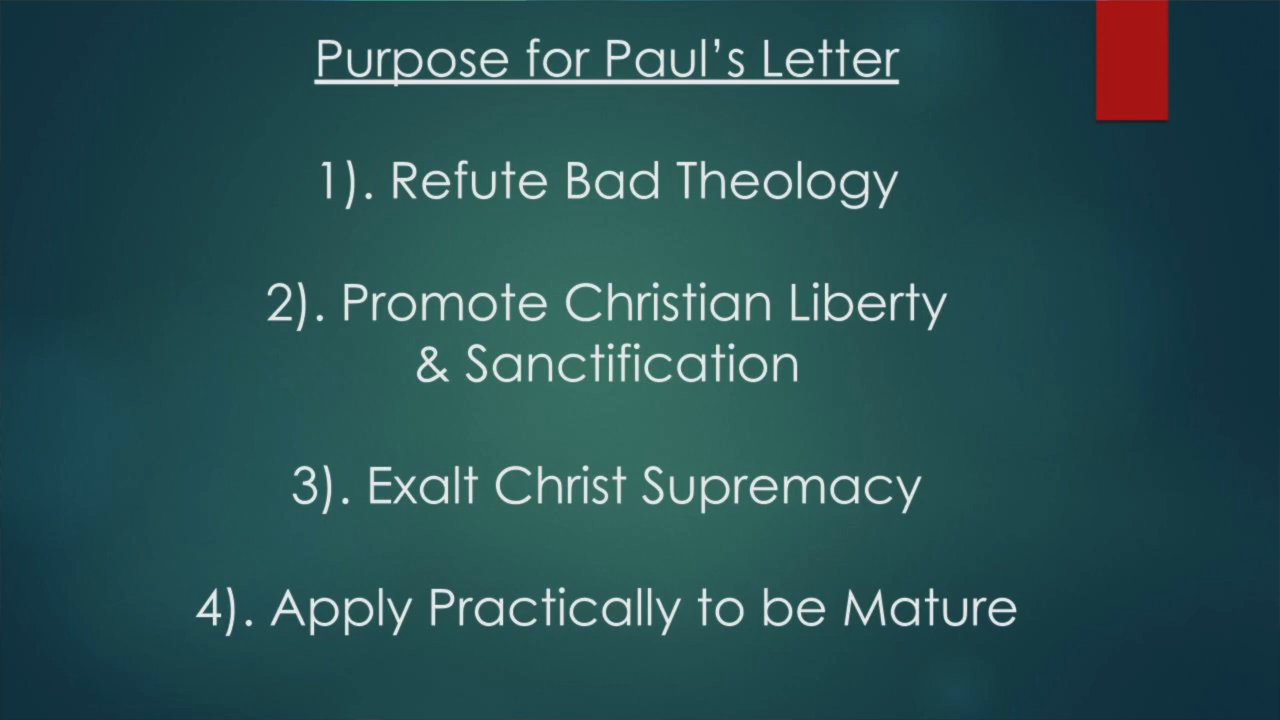 Purpose for Paul’s Letter
1). Refute Bad Theology
2). Promote Christian Liberty
& Sanctification
3). Exalt Christ Supremacy
4). Apply Practically to be Mature